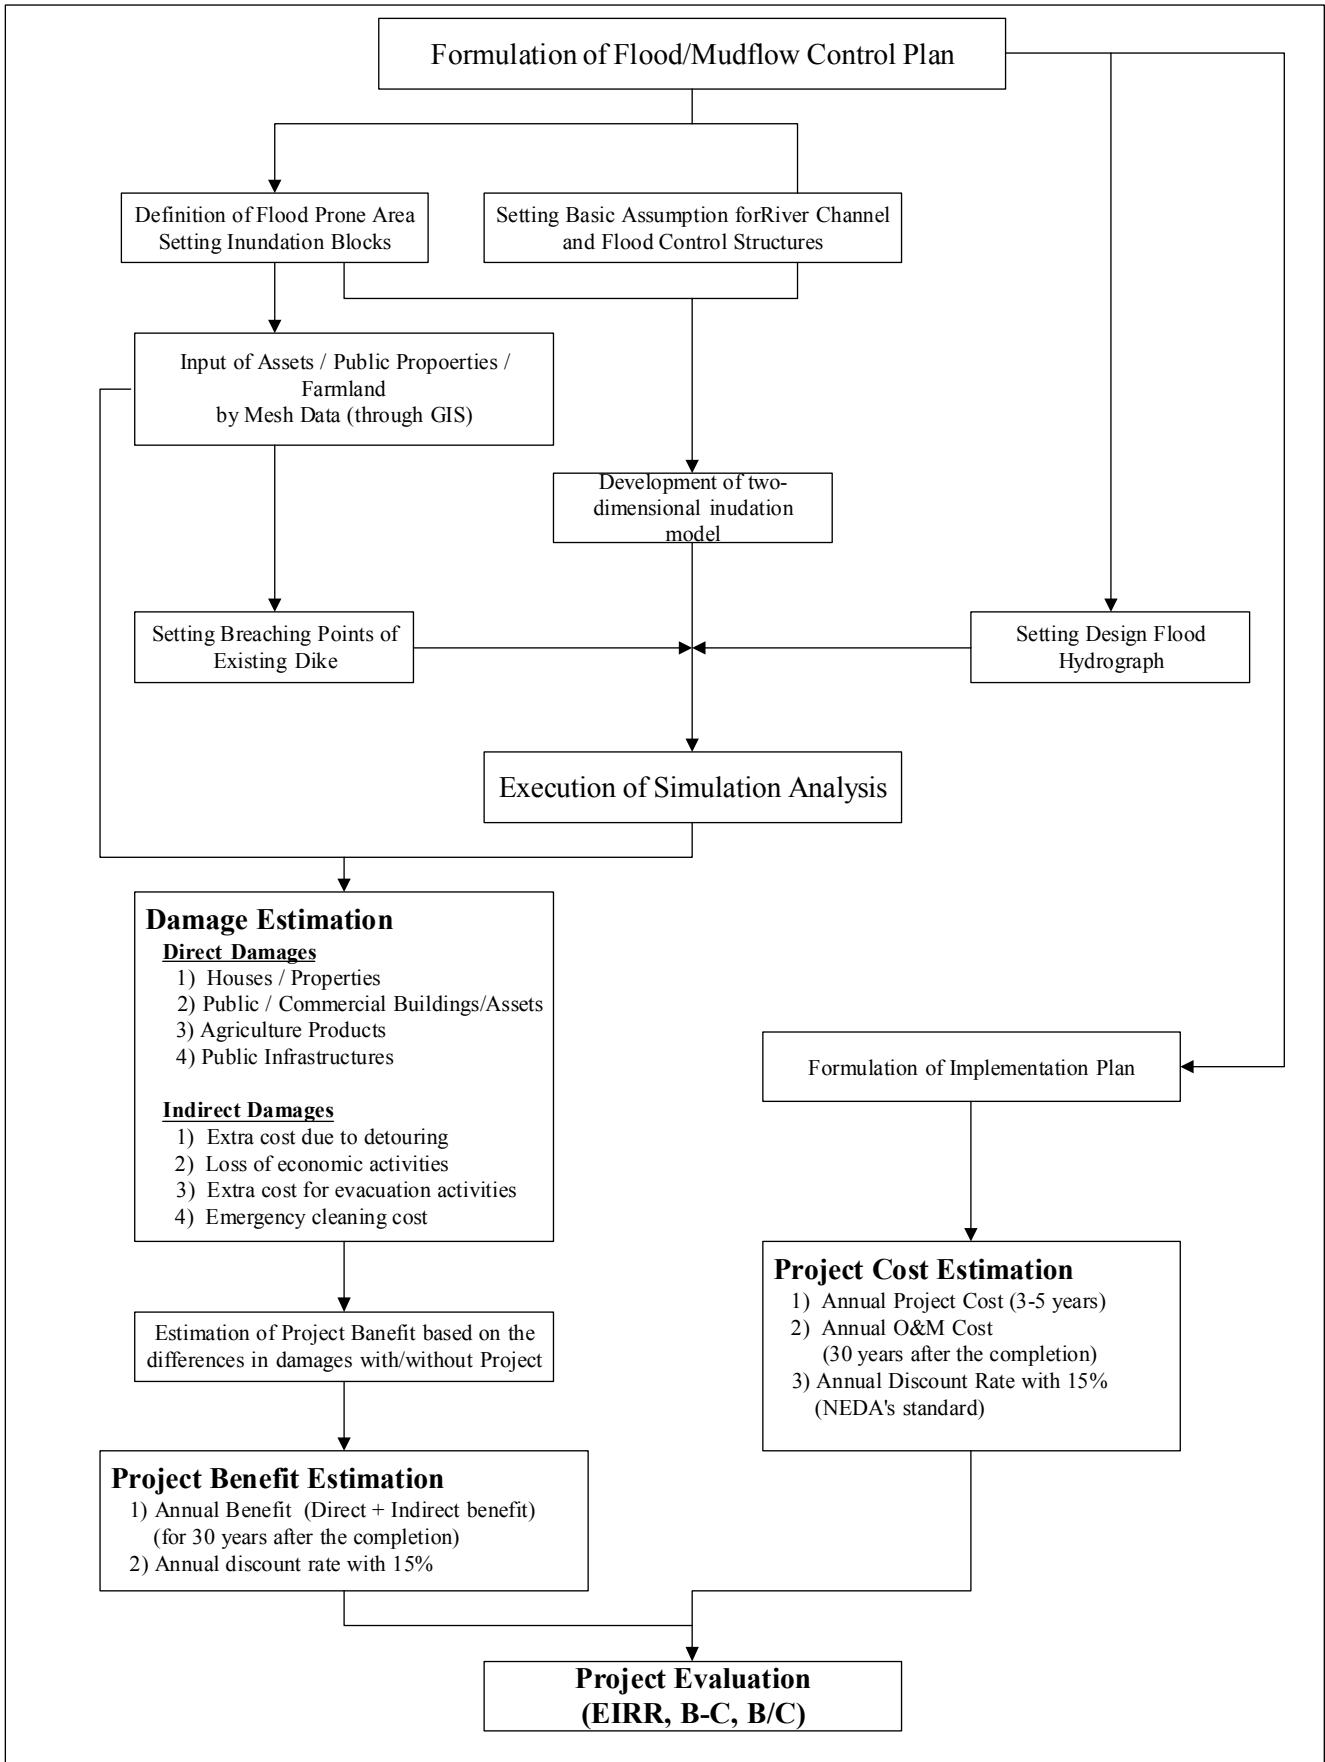 Formulation of Flood/Mudflow Control Plan
Definition of Flood Prone Area
Setting Inundation Blocks
Setting Basic Assumption forRiver Channel
and Flood Control Structures
Input of Assets / Public Propoerties /
Farmland
by Mesh Data (through GIS)
Development of two-
dimensional inudation
model
Setting Breaching Points of
Existing Dike
Setting Design Flood
Hydrograph
Execution of Simulation Analysis
Damage Estimation
Direct Damages
1) Houses / Properties
2) Public / Commercial Buildings/Assets
3) Agriculture Products
4) Public Infrastructures
Indirect Damages
1) Extra cost due to detouring
2) Loss of economic activities
3) Extra cost for evacuation activities
4) Emergency cleaning cost
Formulation of Implementation Plan
Project Cost Estimation
1) Annual Project Cost (3-5 years)
2) Annual O&M Cost
(30 years after the completion)
3) Annual Discount Rate with 15%
(NEDA's standard)
Estimation of Project Banefit based on the
differences in damages with/without Project
Project Benefit Estimation
1) Annual Benefit (Direct + Indirect benefit)
(for 30 years after the completion)
2) Annual discount rate with 15%
Project Evaluation
(EIRR, B-C, B/C)